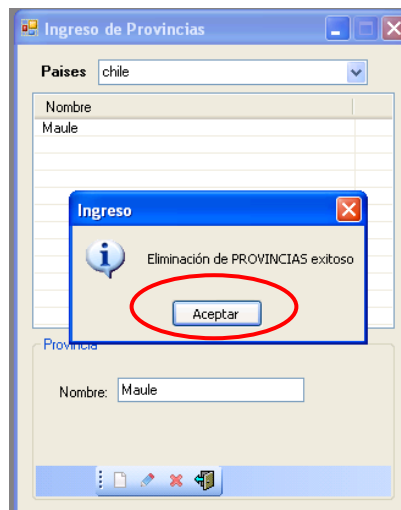 Ingreso de Provincias
Paises chile
Nombre
Maule
Ingreso
Eliminación de PROVINCIAS exitoso
Aceptar
Provincia
Nombre: Maule